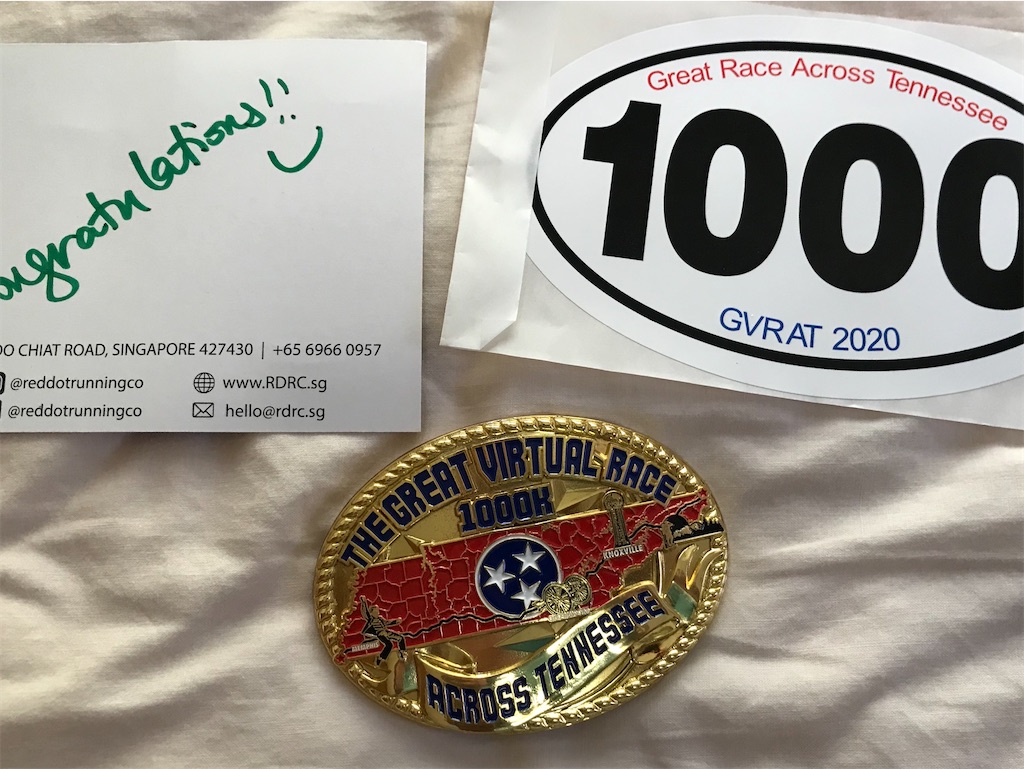 ongratulations!!
OO CHIAT ROAD, SINGAPORE 427430 | +65 6966 0957
@reddotrunningco
www.RDRC.sg
@reddotrunningco
hello@rdrc.sg
Great Race Across Tennessee
1000
GVRAT 2020
THE GREAT VIRTUAL RACE
1000K
KNOXVILLE
MEMPHIS
ACROSS TENNESSEE